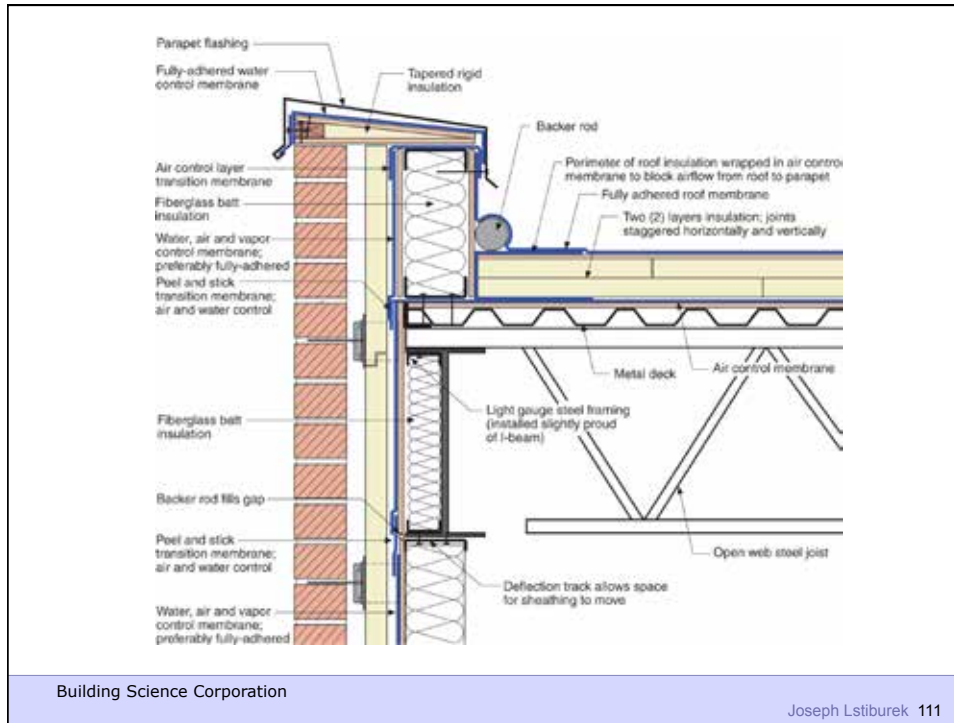 Parapet flashing
Fully-adhered water
control membrane
Tapered rigid
insulation
Backer rod
Air control layer
transition membrane
Perimeter of roof insulation wrapped in air control
membrane to block airflow from roof to parapet
Fully adhered roof membrane
Fiberglass batt
insulation
Two (2) layers insulation; joints
staggered horizontally and vertically
Water, air and vapor
control membrane;
preferably fully-adhered
Peel and stick
transition membrane;
air and water control
Metal deck
Air control membrane
Light gauge steel framing
(installed slightly proud
of I-beam)
Fiberglass batt
insulation
Backer rod fills gap
Peel and stick
transition membrane;
air and water control
Open web steel joist
Deflection track allows space
for sheathing to move
Water, air and vapor
control membrane;
preferably fully-adhered
Building Science Corporation
Joseph Lstiburek 111